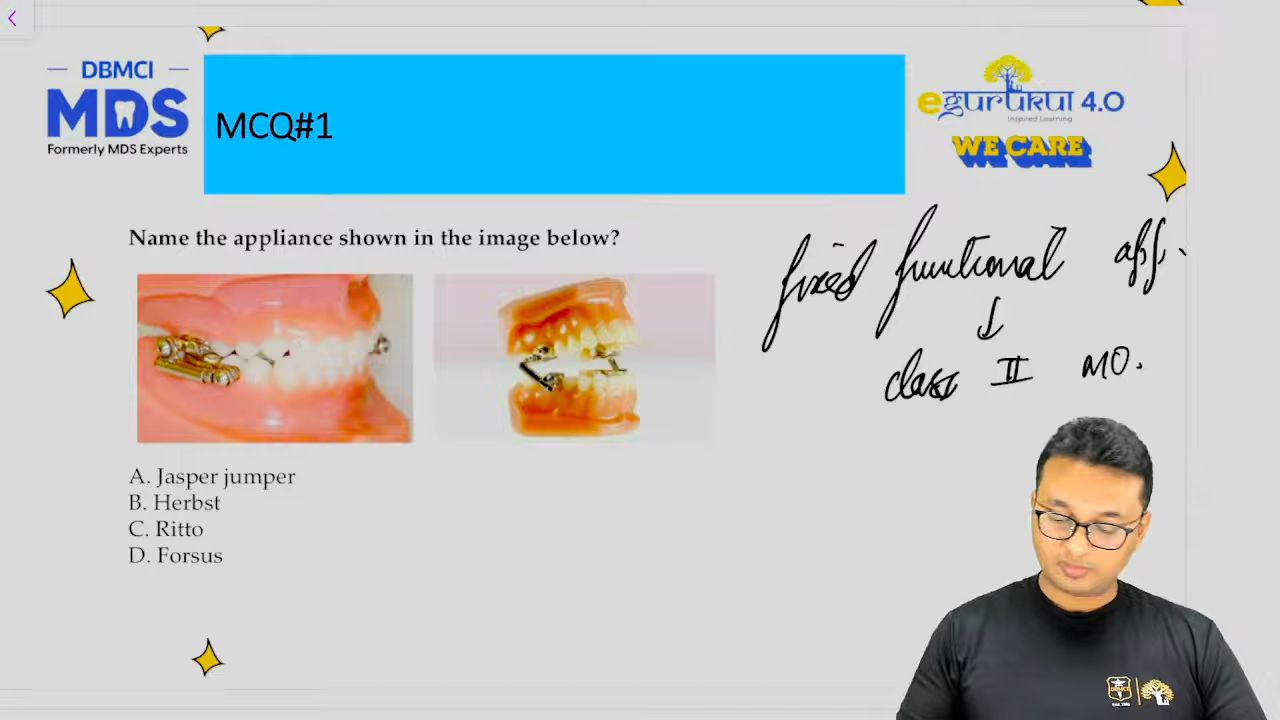 DBMCI
MDS
Formerly MDS Experts
MCQ#1
egurukul 4.0
Inspired Learning
WE CARE
Name the appliance shown in the image below?
fixed functional app.
↓
class II MO.
A. Jasper jumper
B. Herbst
C. Ritto
D. Forsus
DBMCI